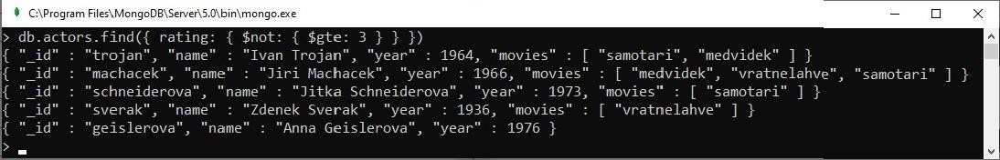 C:\Program Files\MongoDB\Server\5.0\bin\mongo.exe
> db.actors.find({ rating: { $not: { $gte: 3 } } })
{ "_id" : "trojan", "name" : "Ivan Trojan", "year" : 1964, "movies" : [ "samotari", "medvidek" ] }
{ "_id" : "machacek", "name" : "Jiri Machacek", "year" : 1966, "movies" : [ "medvidek", "vratnelahve", "samotari" ] }
{ "_id" : "schneiderova", "name" : "Jitka Schneiderova", "year" : 1973, "movies" : [ "samotari" ] }
{ "_id" : "sverak", "name" : "Zdenek Sverak", "year" : 1936, "movies" : [ "vratnelahve" ] }
{ "_id" : "geislerova", "name" : "Anna Geislerova", "year" : 1976 }
>